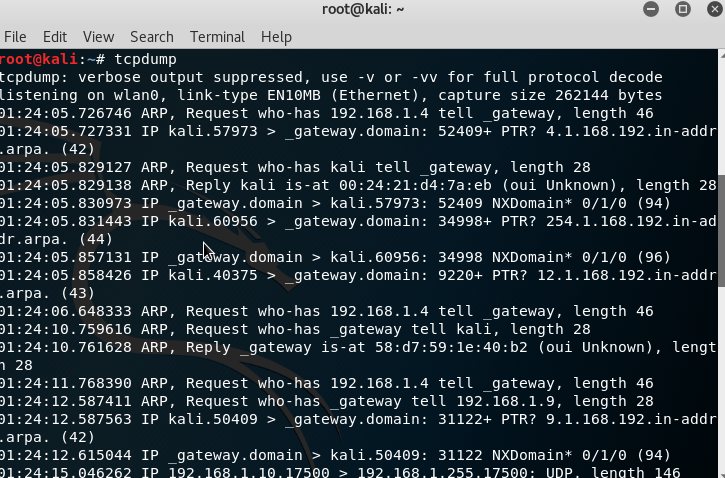 root@kali: ~
File Edit View Search Terminal Help
root@kali:~# tcpdump
tcpdump: verbose output suppressed, use -v or -vv for full protocol decode
listening on wlan0, link-type EN10MB (Ethernet), capture size 262144 bytes
01:24:05.726746 ARP, Request who-has 192.168.1.4 tell _gateway, length 46
01:24:05.727331 IP kali.57973 > _gateway.domain: 52409+ PTR? 4.1.168.192.in-addr
.arpa. (42)
01:24:05.829127 ARP, Request who-has kali tell _gateway, length 28
01:24:05.829138 ARP, Reply kali is-at 00:24:21:d4:7a:eb (oui Unknown), length 28
01:24:05.830973 IP _gateway.domain > kali.57973: 52409 NXDomain* 0/1/0 (94)
01:24:05.831443 IP kali.60956 > _gateway.domain: 34998+ PTR? 254.1.168.192.in-ad
dr.arpa. (44)
01:24:05.857131 IP _gateway.domain > kali.60956: 34998 NXDomain* 0/1/0 (96)
01:24:05.858426 IP kali.40375 > _gateway.domain: 9220+ PTR? 12.1.168.192.in-addr
.arpa. (43)
01:24:06.648333 ARP, Request who-has 192.168.1.4 tell _gateway, length 46
01:24:10.759616 ARP, Request who-has _gateway tell kali, length 28
01:24:10.761628 ARP, Reply _gateway is-at 58:d7:59:1e:40:b2 (oui Unknown), lengt
h 28
01:24:11.768390 ARP, Request who-has 192.168.1.4 tell _gateway, length 46
01:24:12.587411 ARP, Request who-has _gateway tell 192.168.1.9, length 28
01:24:12.587563 IP kali.50409 > _gateway.domain: 31122+ PTR? 9.1.168.192.in-addr
.arpa. (42)
01:24:12.615044 IP _gateway.domain > kali.50409: 31122 NXDomain* 0/1/0 (94)
01:24:15.046262 IP 192.168.1.10.17500 > 192.168.1.255.17500: UDP, length 146